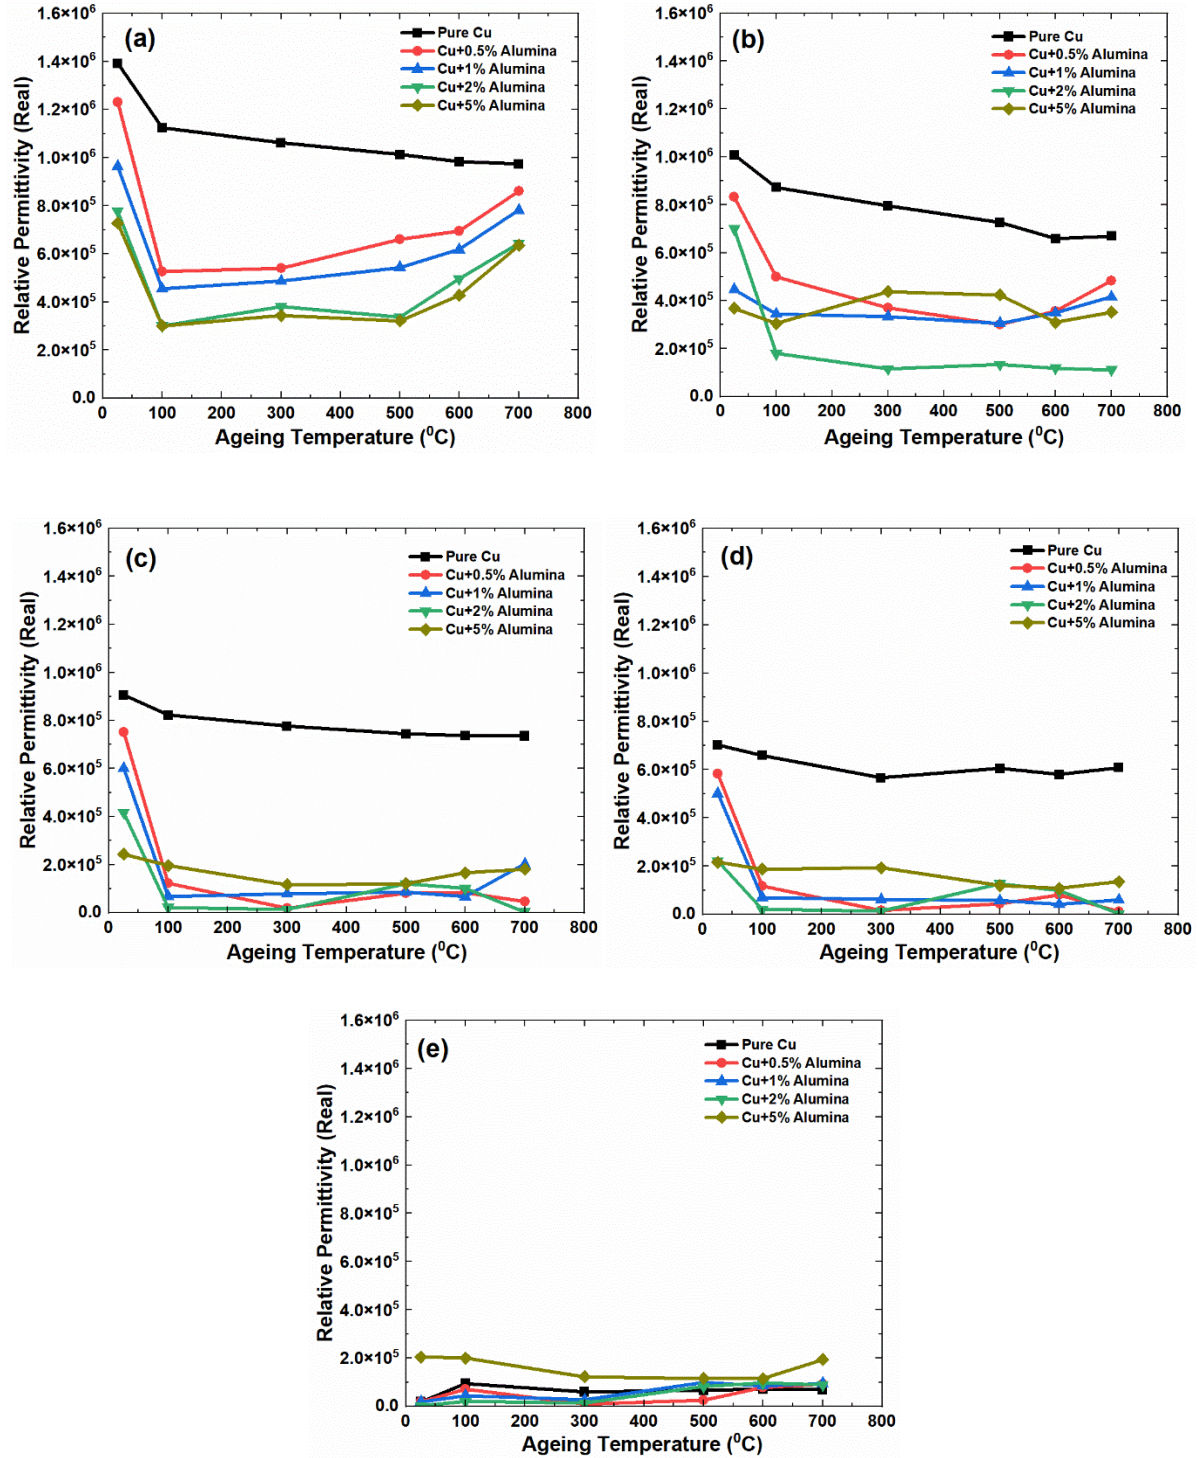 (a)
Pure Cu
Cu+0.5% Alumina
Cu+1% Alumina
Cu+2% Alumina
Cu+5% Alumina
Relative Permittivity (Real)
1.6×10⁶
1.4×10⁶
1.2×10⁶
1.0×10⁶
8.0×10⁵
6.0×10⁵
4.0×10⁵
2.0×10⁵
0.0
0 100 200 300 400 500 600 700 800
Ageing Temperature (⁰C)
(b)
Pure Cu
Cu+0.5% Alumina
Cu+1% Alumina
Cu+2% Alumina
Cu+5% Alumina
Relative Permittivity (Real)
1.6×10⁶
1.4×10⁶
1.2×10⁶
1.0×10⁶
8.0×10⁵
6.0×10⁵
4.0×10⁵
2.0×10⁵
0.0
0 100 200 300 400 500 600 700 800
Ageing Temperature (⁰C)
(c)
Pure Cu
Cu+0.5% Alumina
Cu+1% Alumina
Cu+2% Alumina
Cu+5% Alumina
Relative Permittivity (Real)
1.6×10⁶
1.4×10⁶
1.2×10⁶
1.0×10⁶
8.0×10⁵
6.0×10⁵
4.0×10⁵
2.0×10⁵
0.0
0 100 200 300 400 500 600 700 800
Ageing Temperature (⁰C)
(d)
Pure Cu
Cu+0.5% Alumina
Cu+1% Alumina
Cu+2% Alumina
Cu+5% Alumina
Relative Permittivity (Real)
1.6×10⁶
1.4×10⁶
1.2×10⁶
1.0×10⁶
8.0×10⁵
6.0×10⁵
4.0×10⁵
2.0×10⁵
0.0
0 100 200 300 400 500 600 700 800
Ageing Temperature (⁰C)
(e)
Pure Cu
Cu+0.5% Alumina
Cu+1% Alumina
Cu+2% Alumina
Cu+5% Alumina
Relative Permittivity (Real)
1.6×10⁶
1.4×10⁶
1.2×10⁶
1.0×10⁶
8.0×10⁵
6.0×10⁵
4.0×10⁵
2.0×10⁵
0.0
0 100 200 300 400 500 600 700 800
Ageing Temperature (⁰C)